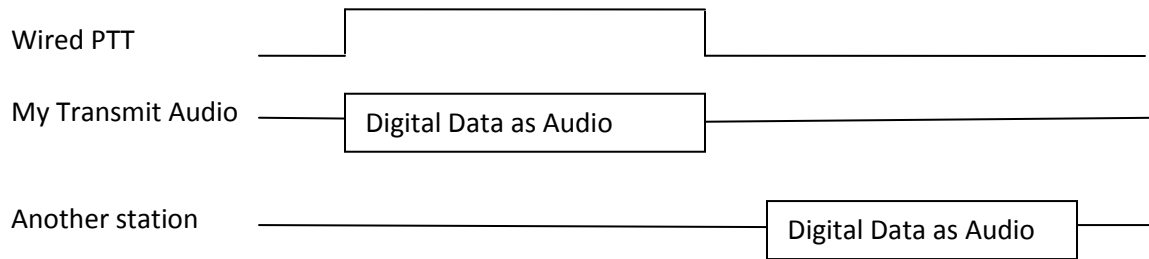 Wired PTT
My Transmit Audio
Digital Data as Audio
Another station
Digital Data as Audio